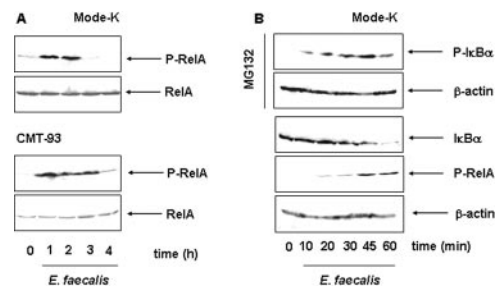 A
Mode-K
P-RelA
RelA
CMT-93
P-RelA
RelA
0 1 2 3 4 time (h)
E. faecalis
B
Mode-K
MG132
P-IκBα
β-actin
IκBα
P-RelA
β-actin
0 10 20 30 45 60 time (min)
E. faecalis